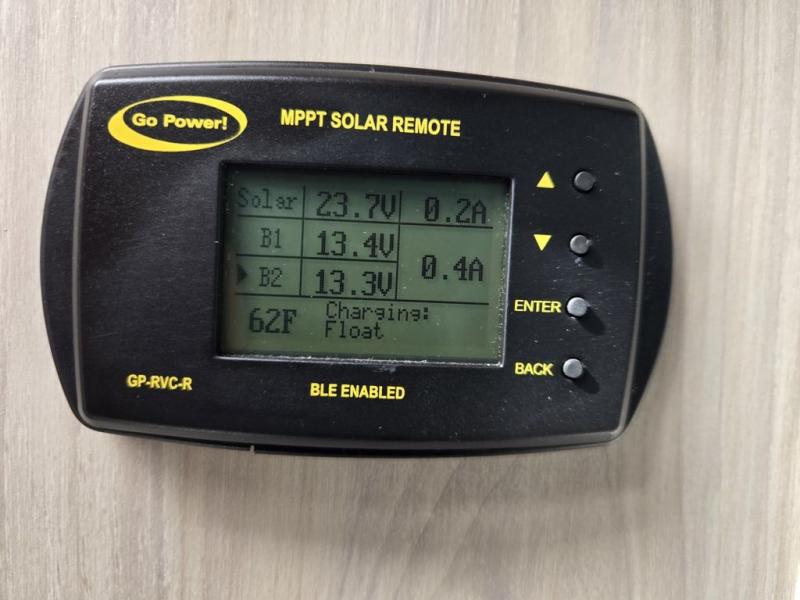 Go Power!
MPPT SOLAR REMOTE
Solar 23.7V 0.2A
B1 13.4V
0.4A
B2 13.3V
62F Charging:
Float
ENTER
BACK
GP-RVC-R
BLE ENABLED